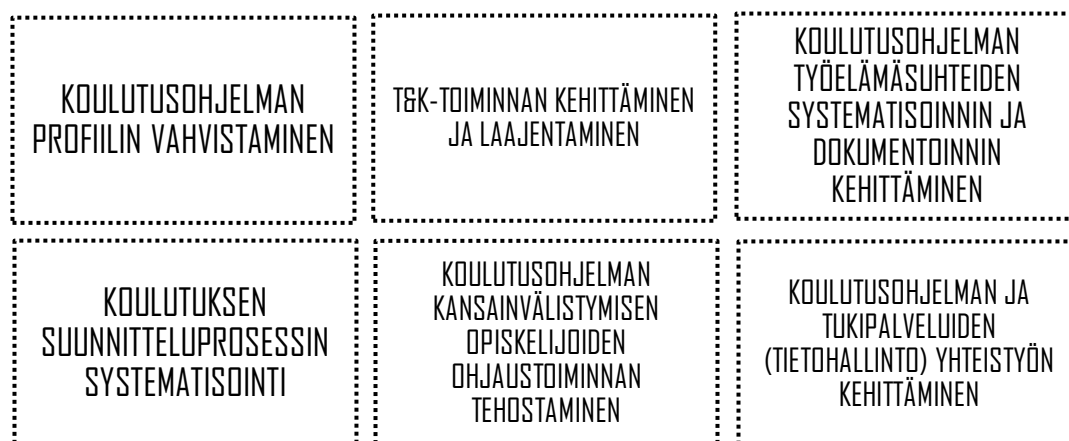 KOULUTUSOHJELMAN
PROFIILIN VAHVISTAMINEN
T&K-TOIMINNAN KEHITTÄMINEN
JA LAAJENTAMINEN
KOULUTUSOHJELMAN
TYÖELÄMÄSUHTEIDEN
SYSTEMATISOINNIN JA
DOKUMENTOINNIN
KEHITTÄMINEN
KOULUTUKSEN
SUUNNITTELUPROSESSIN
SYSTEMATISOINTI
KOULUTUSOHJELMAN
KANSAINVÄLISTYMISEN
OPISKELIJOIDEN
OHJAUSTOIMINNAN
TEHOSTAMINEN
KOULUTUSOHJELMAN JA
TUKIPALVELUIDEN
(TIETOHALLINTO) YHTEISTYÖN
KEHITTÄMINEN